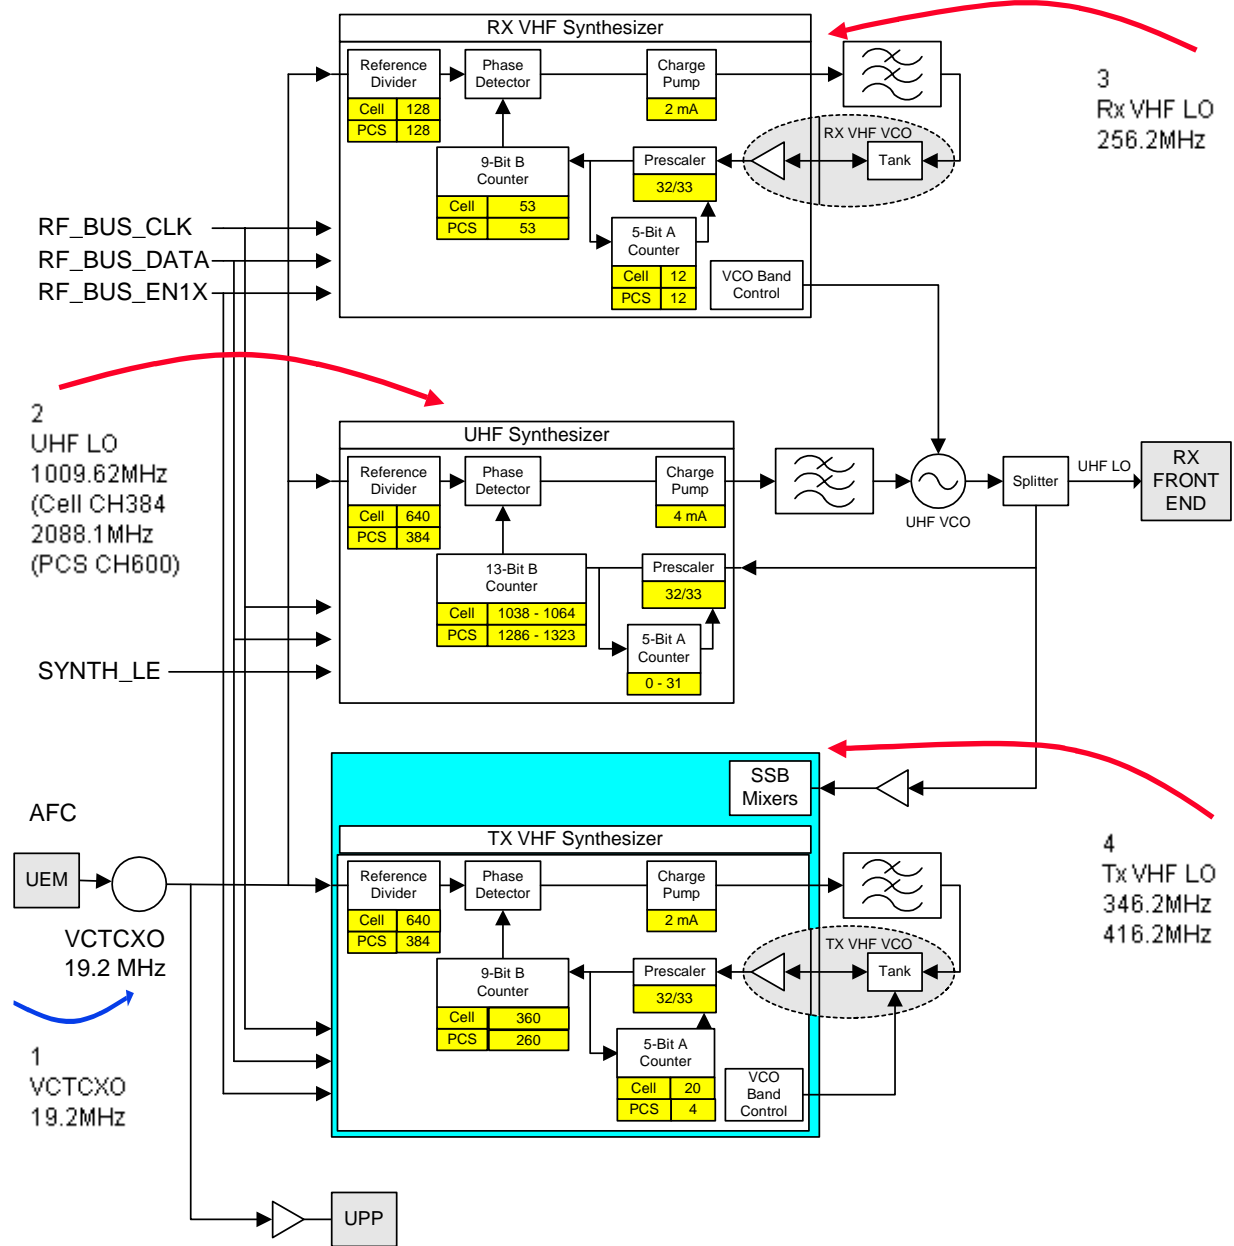 RX VHF Synthesizer
Reference
Divider
Cell 128
PCS 128
Phase
Detector
Charge
Pump
2 mA
3
Rx VHF LO
256.2MHz
RX VHF VCO
Tank
9-Bit B
Counter
Cell 53
PCS 53
Prescaler
32/33
5-Bit A
Counter
Cell 12
PCS 12
VCO Band
Control
RF_BUS_CLK
RF_BUS_DATA
RF_BUS_EN1X
2
UHF LO
1009.62MHz
(Cell CH384
2088.1MHz
(PCS CH600)
UHF Synthesizer
Reference
Divider
Cell 640
PCS 384
Phase
Detector
Charge
Pump
4 mA
UHF VCO
Splitter
UHF LO
RX
FRONT
END
13-Bit B
Counter
Cell 1038 - 1064
PCS 1286 - 1323
Prescaler
32/33
5-Bit A
Counter
0 - 31
SYNTH_LE
SSB
Mixers
AFC
UEM
VCTCXO
19.2 MHz
1
VCTCXO
19.2MHz
TX VHF Synthesizer
Reference
Divider
Cell 640
PCS 384
Phase
Detector
Charge
Pump
2 mA
4
Tx VHF LO
346.2MHz
416.2MHz
TX VHF VCO
Tank
9-Bit B
Counter
Cell 360
PCS 260
Prescaler
32/33
5-Bit A
Counter
Cell 20
PCS 4
VCO
Band
Control
UPP